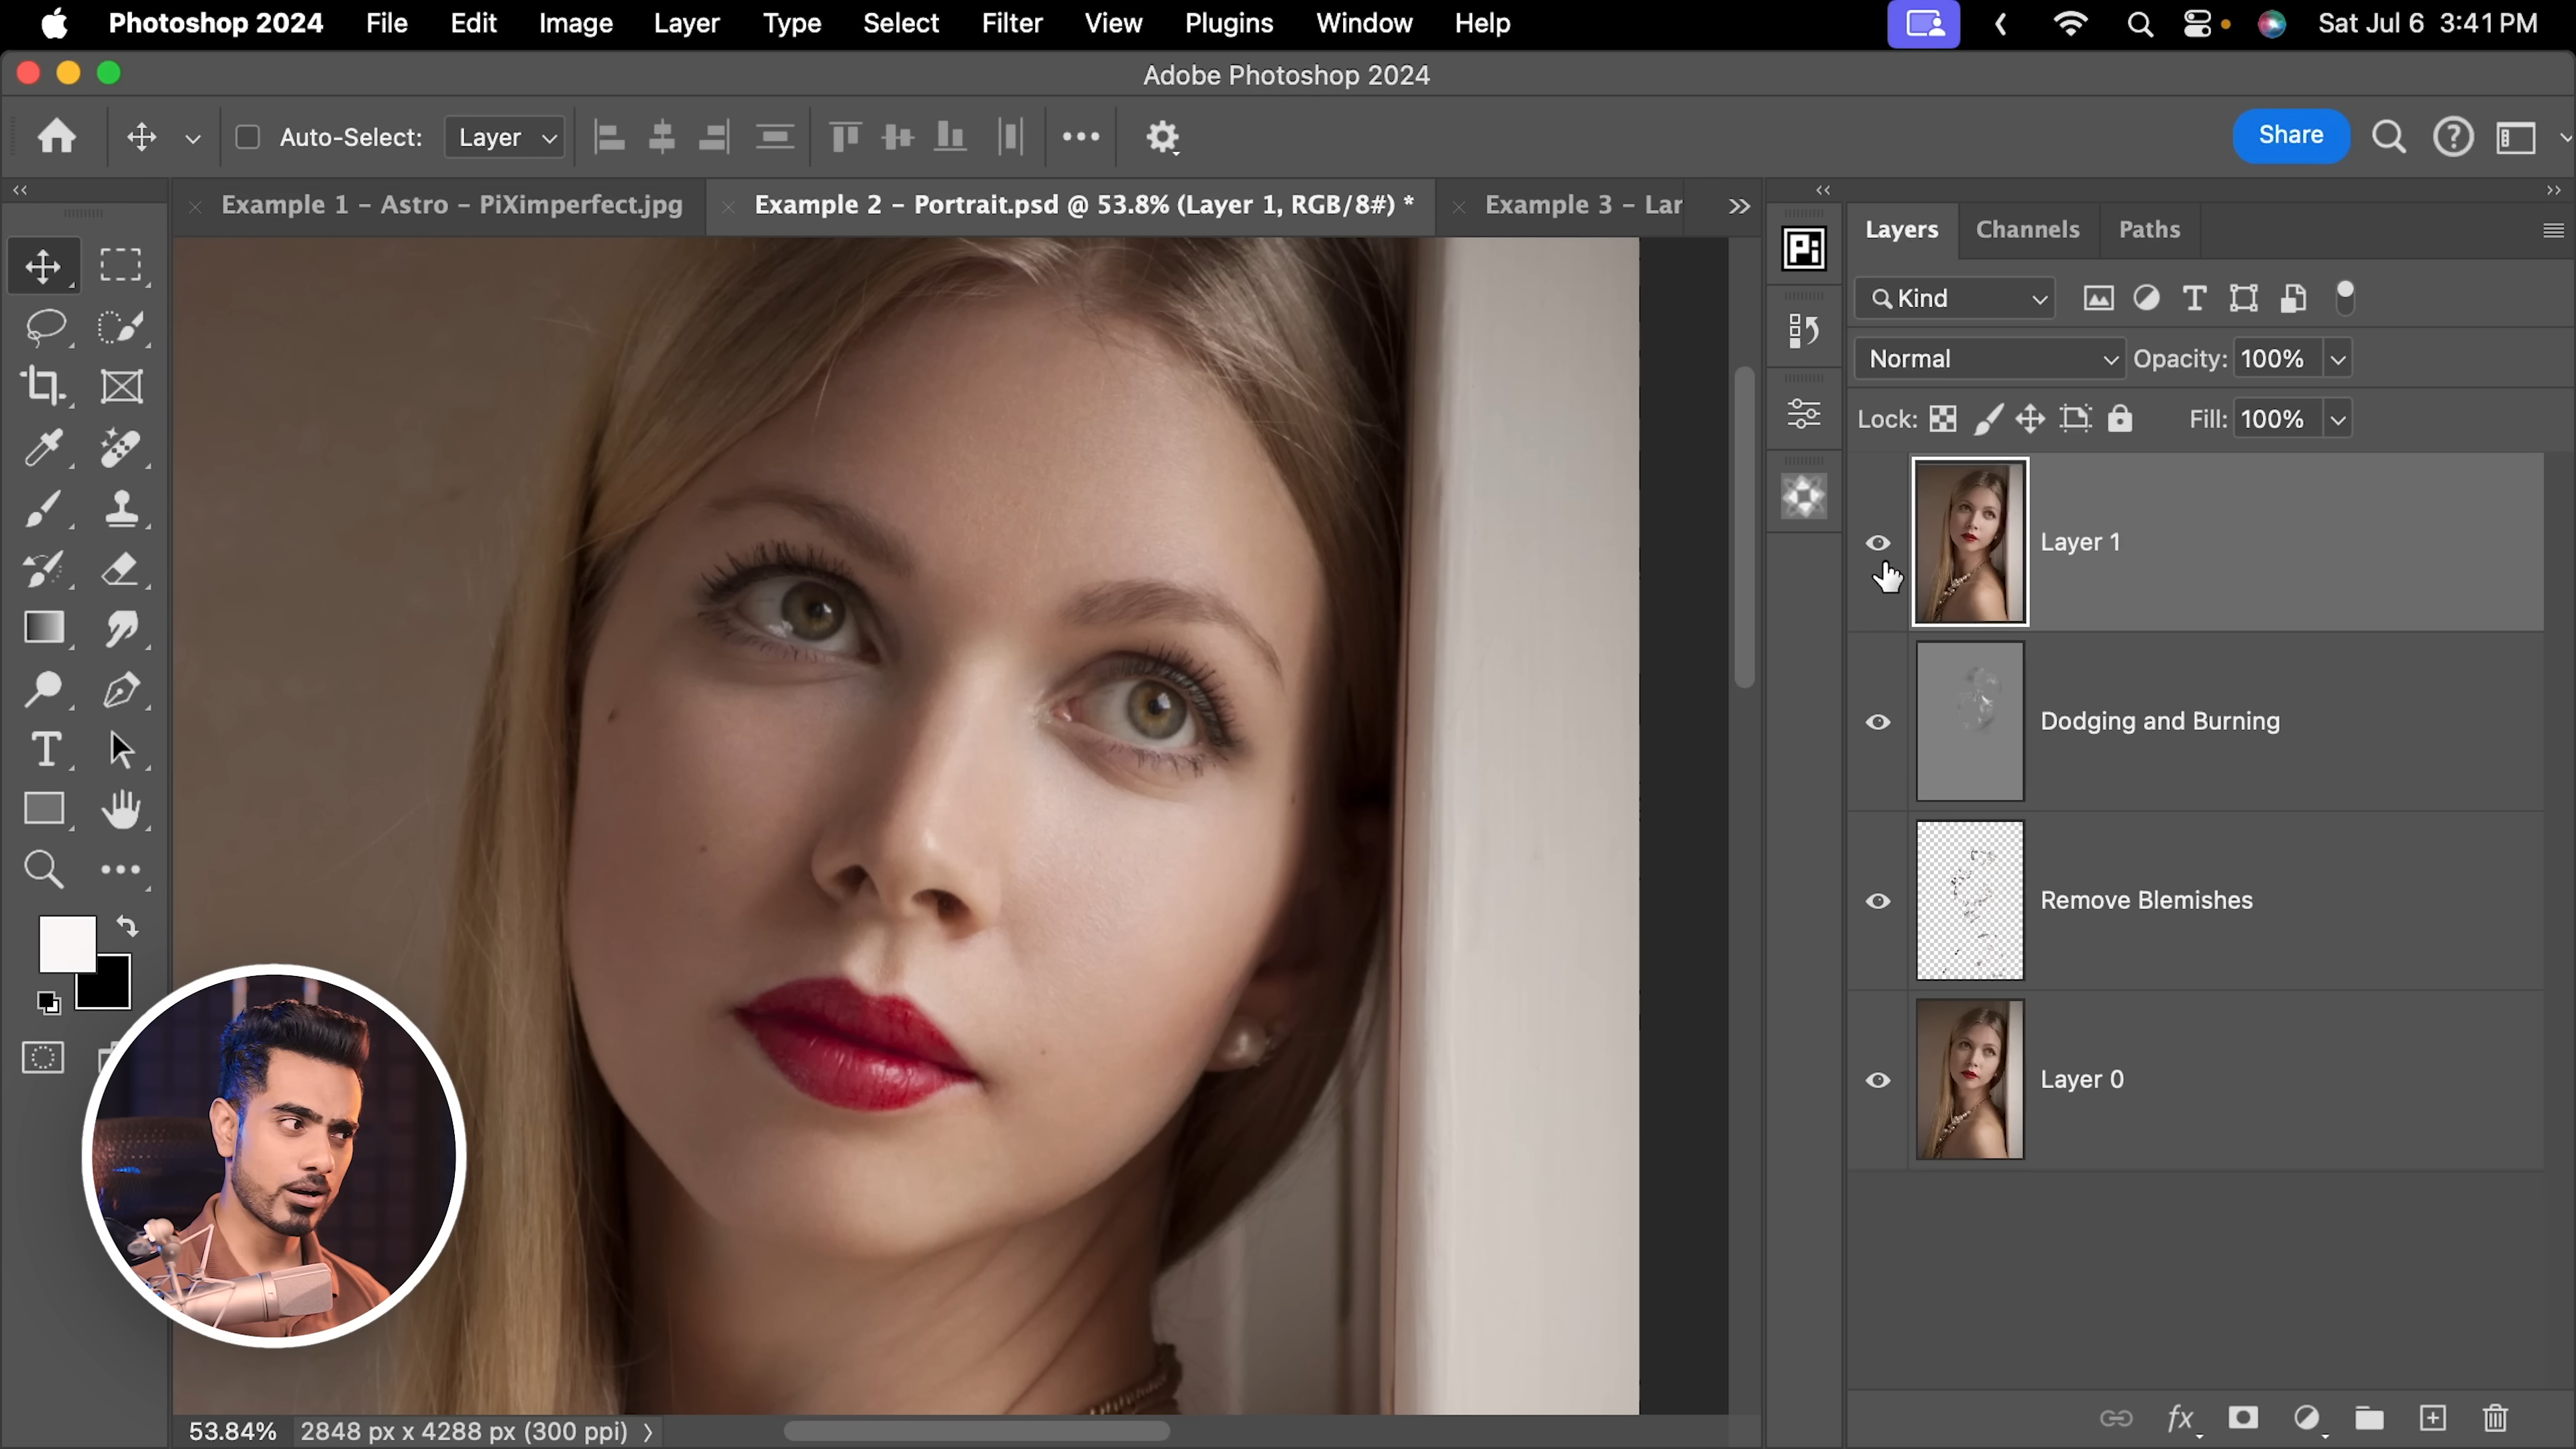 Photoshop 2024 File Edit Image Layer Type Select Filter View Plugins Window Help Sat Jul 6 3:41 PM
Adobe Photoshop 2024
Auto-Select: Layer Share
Example 1 – Astro – PiXimperfect.jpg Example 2 – Portrait.psd @ 53.8% (Layer 1, RGB/8#) * Example 3 – Lar
Layers Channels Paths
Pi
Kind
Normal Opacity: 100%
Lock: Fill: 100%
Layer 1
Dodging and Burning
Remove Blemishes
Layer 0
53.84% 2848 px x 4288 px (300 ppi)
fx